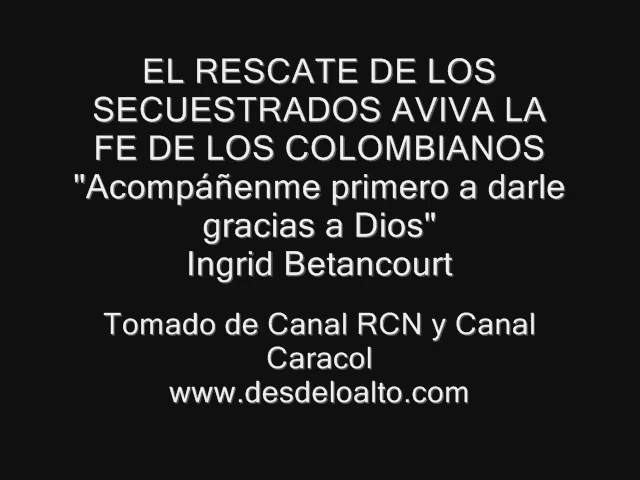 EL RESCATE DE LOS
SECUESTRADOS AVIVA LA
FE DE LOS COLOMBIANOS
"Acompáñenme primero a darle
gracias a Dios"
Ingrid Betancourt
Tomado de Canal RCN y Canal
Caracol
www.desdeloalto.com